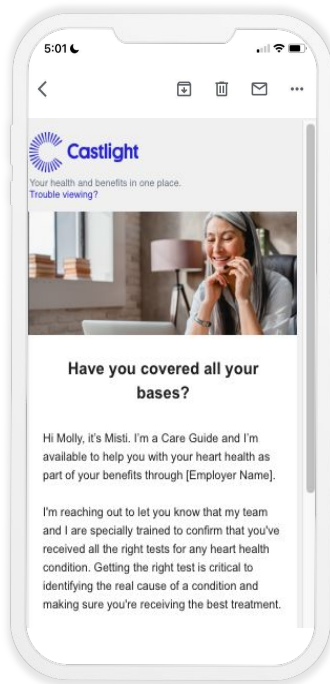 5:01
Castlight
Your health and benefits in one place.
Trouble viewing?
Have you covered all your
bases?
Hi Molly, it's Misti. I'm a Care Guide and I'm
available to help you with your heart health as
part of your benefits through [Employer Name].
I'm reaching out to let you know that my team
and I are specially trained to confirm that you've
received all the right tests for any heart health
condition. Getting the right test is critical to
identifying the real cause of a condition and
making sure you're receiving the best treatment.